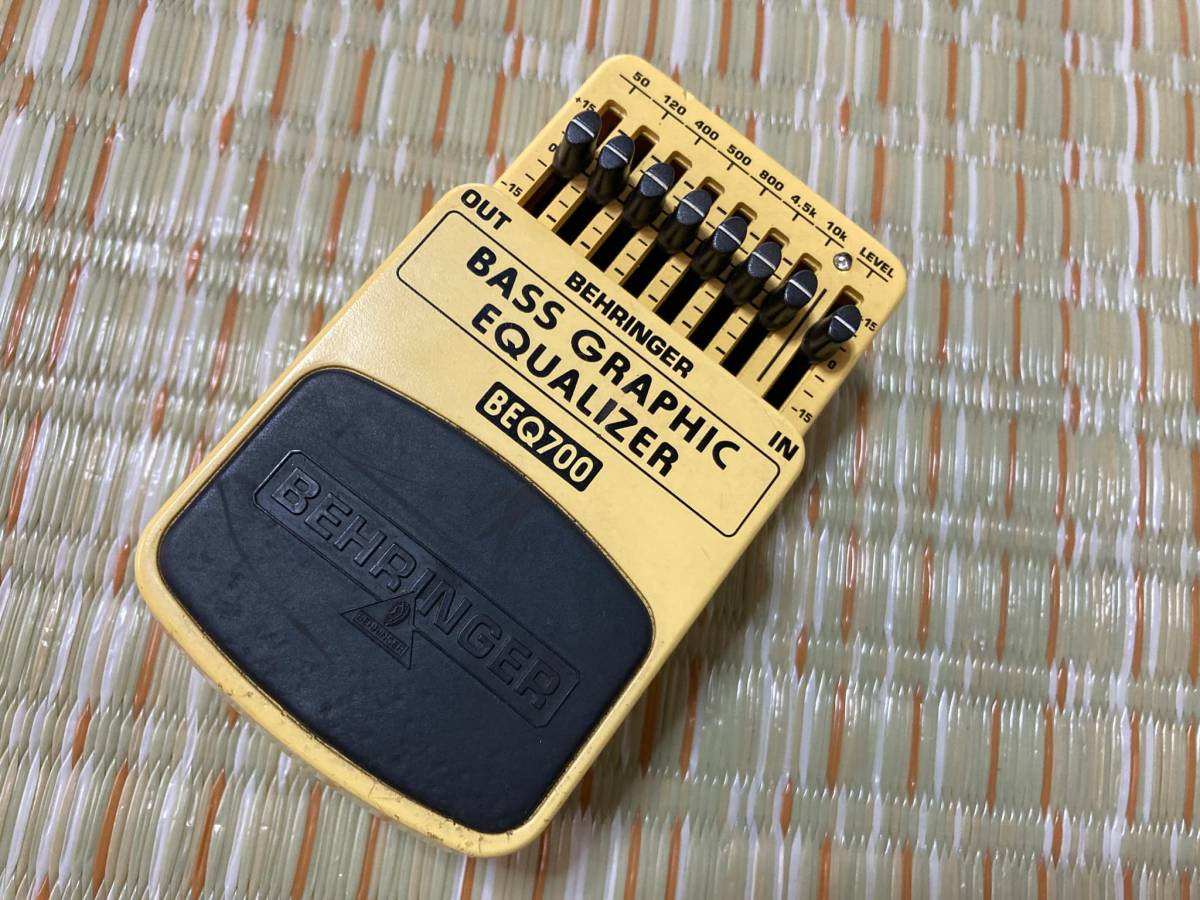 50 120 400 500 800 4.5k 10k LEVEL
+15
0
-15
15
0
-15
OUT
IN
BEHRINGER
BASS GRAPHIC
EQUALIZER
BEQ700
BEHRINGER
BEHRINGER